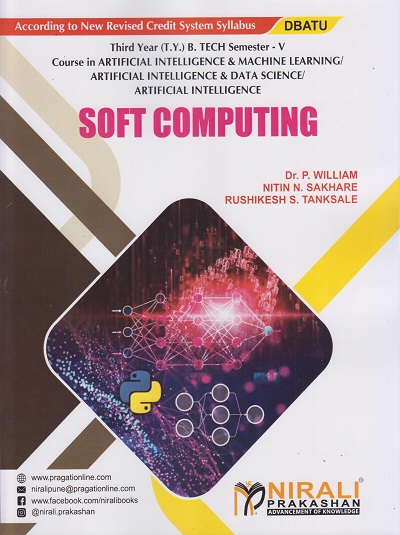 According to New Revised Credit System Syllabus DBATU
Third Year (T.Y.) B. TECH Semester - V
Course in ARTIFICIAL INTELLIGENCE & MACHINE LEARNING/
ARTIFICIAL INTELLIGENCE & DATA SCIENCE/
ARTIFICIAL INTELLIGENCE
SOFT COMPUTING
Dr. P. WILLIAM
NITIN N. SAKHARE
RUSHIKESH S. TANKSALE
www.pragationline.com
niralipune@pragationline.com
www.facebook.com/niralibooks
@nirali.prakashan
NIRALI
PRAKASHAN
ADVANCEMENT OF KNOWLEDGE